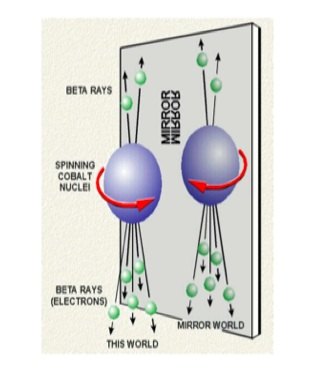 BETA RAYS
MIRROR
MIRROR
SPINNING
COBALT
NUCLEI
BETA RAYS
(ELECTRONS)
THIS WORLD
MIRROR WORLD